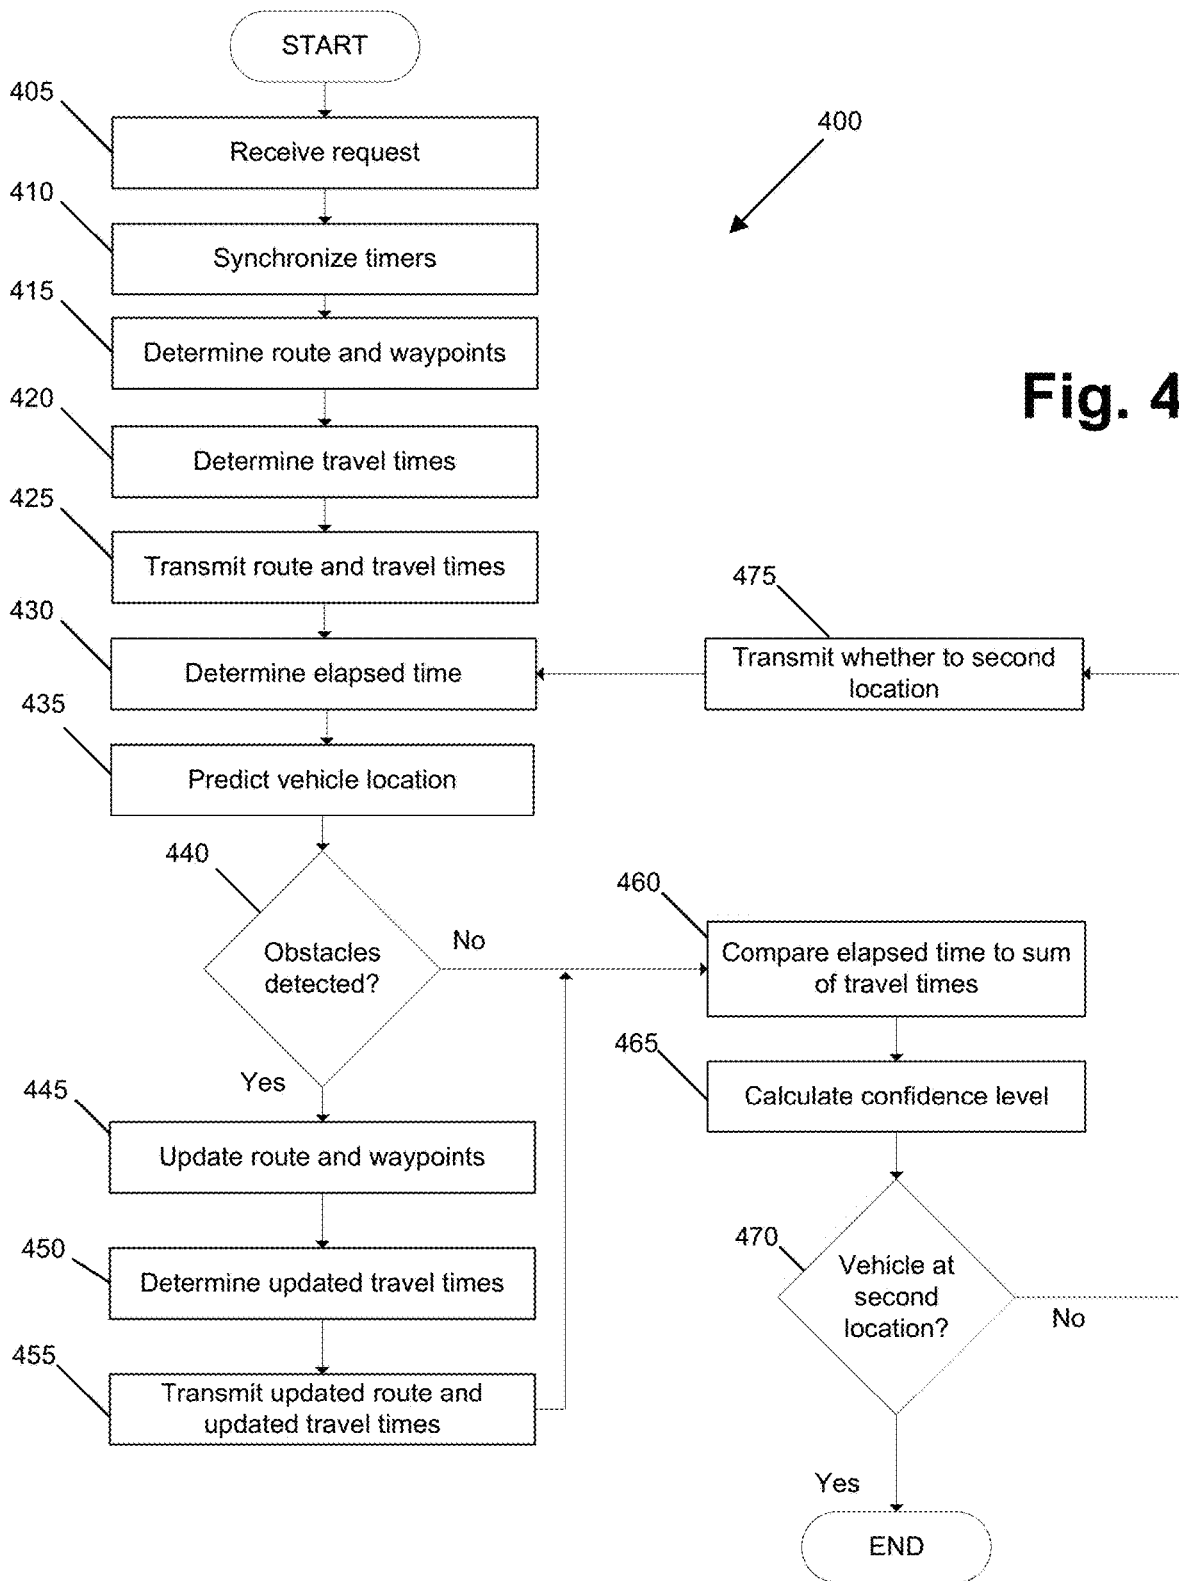 START
405
Receive request
400
410
Synchronize timers
415
Determine route and waypoints
Fig. 4
420
Determine travel times
425
Transmit route and travel times
475
430
Determine elapsed time
Transmit whether to second
location
435
Predict vehicle location
440
Obstacles
detected?
No
460
Compare elapsed time to sum
of travel times
465
Calculate confidence level
Yes
445
Update route and waypoints
470
Vehicle at
second
location?
No
450
Determine updated travel times
455
Transmit updated route and
updated travel times
Yes
END